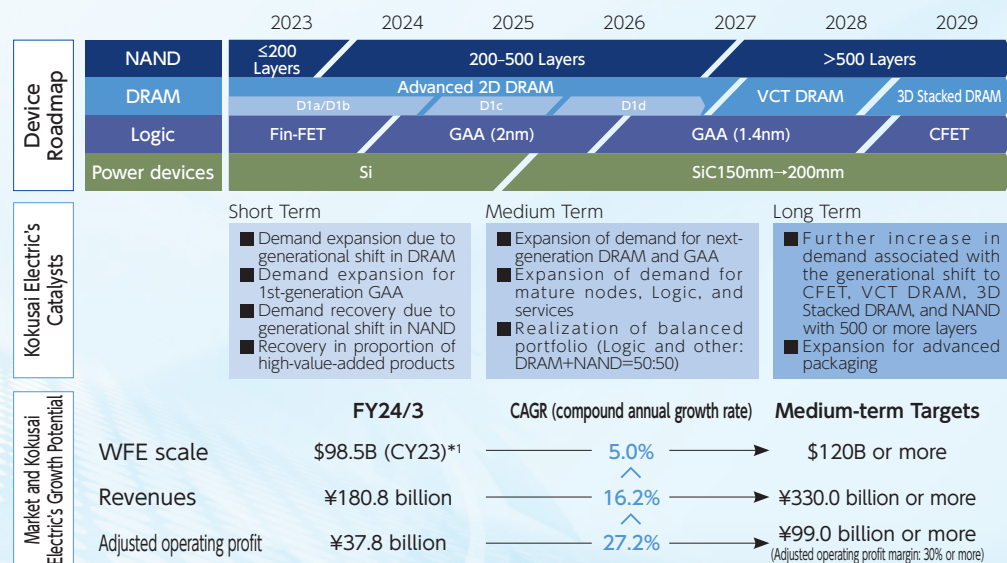 2023 2024 2025 2026 2027 2028 2029
Device
Roadmap
NAND
≤200
Layers
200–500 Layers
>500 Layers
DRAM
Advanced 2D DRAM
D1a/D1b
D1c
D1d
VCT DRAM
3D Stacked DRAM
Logic
Fin-FET
GAA (2nm)
GAA (1.4nm)
CFET
Power devices
Si
SiC150mm→200mm
Kokusai Electric's
Catalysts
Short Term
■ Demand expansion due to
generational shift in DRAM
■ Demand expansion for
1st-generation GAA
■ Demand recovery due to
generational shift in NAND
■ Recovery in proportion of
high-value-added products
Medium Term
■ Expansion of demand for next-
generation DRAM and GAA
■ Expansion of demand for
mature nodes, Logic, and
services
■ Realization of balanced
portfolio (Logic and other:
DRAM+NAND=50:50)
Long Term
■ Further increase in
demand associated with
the generational shift to
CFET, VCT DRAM, 3D
Stacked DRAM, and NAND
with 500 or more layers
■ Expansion for advanced
packaging
Market and Kokusai
Electric's Growth Potential
FY24/3
CAGR (compound annual growth rate)
Medium-term Targets
WFE scale
$98.5B (CY23)*1
5.0%
$120B or more
Revenues
¥180.8 billion
16.2%
¥330.0 billion or more
Adjusted operating profit
¥37.8 billion
27.2%
¥99.0 billion or more
(Adjusted operating profit margin: 30% or more)